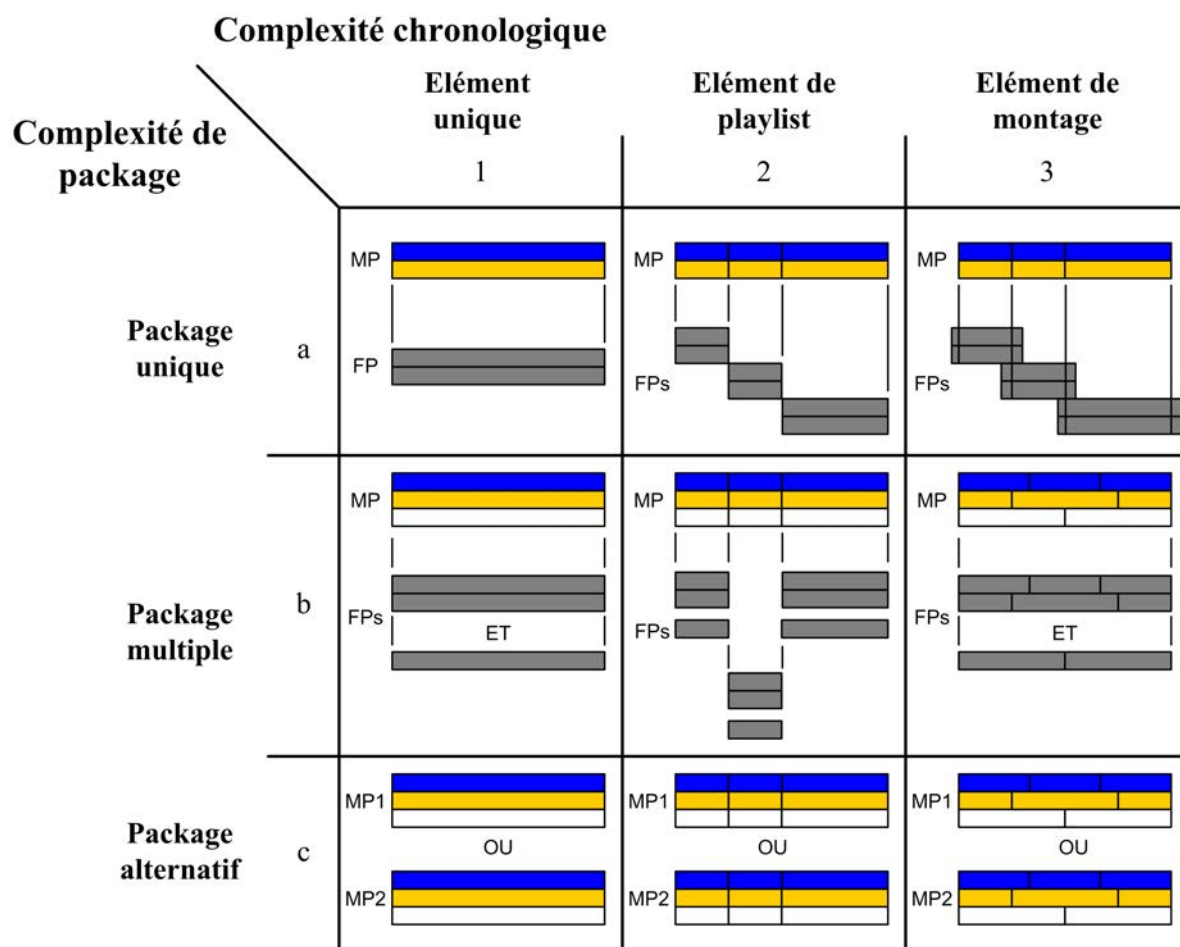 Complexité chronologique
Complexité de
package
Elément
unique
1
Elément de
playlist
2
Elément de
montage
3
Package
unique
a
MP
FP
MP
FPs
MP
FPs
Package
multiple
b
MP
FPs
ET
MP
FPs
MP
FPs
ET
Package
alternatif
c
MP1
OU
MP2
MP1
OU
MP2
MP1
OU
MP2